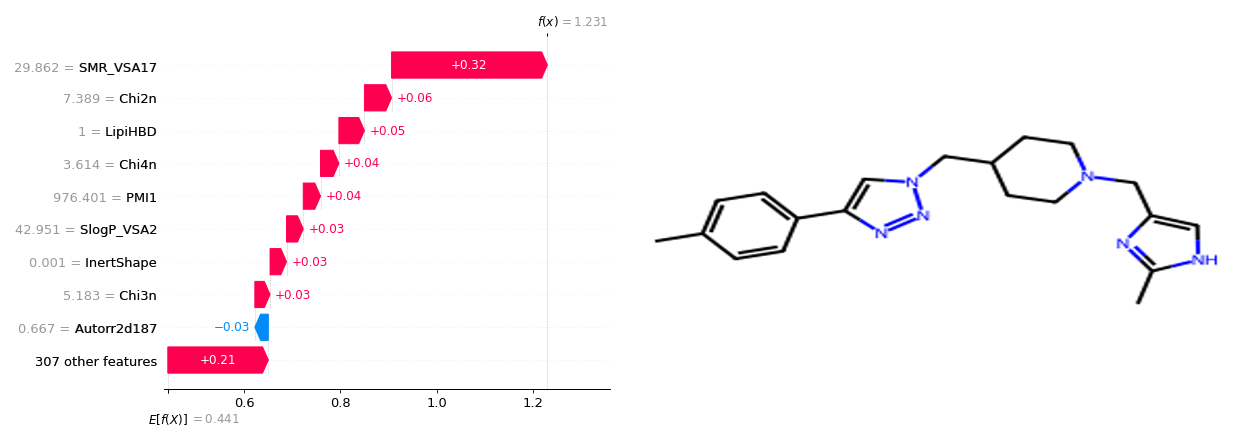 f(x) = 1.231
29.862 = SMR_VSA17
+0.32
7.389 = Chi2n
+0.06
1 = LipiHBD
+0.05
3.614 = Chi4n
+0.04
976.401 = PMI1
+0.04
42.951 = SlogP_VSA2
+0.03
0.001 = InertShape
+0.03
5.183 = Chi3n
+0.03
0.667 = Autorr2d187
−0.03
307 other features
+0.21
0.6 0.8 1.0 1.2
E[f(X)] = 0.441
N
N
N
N
N
NH